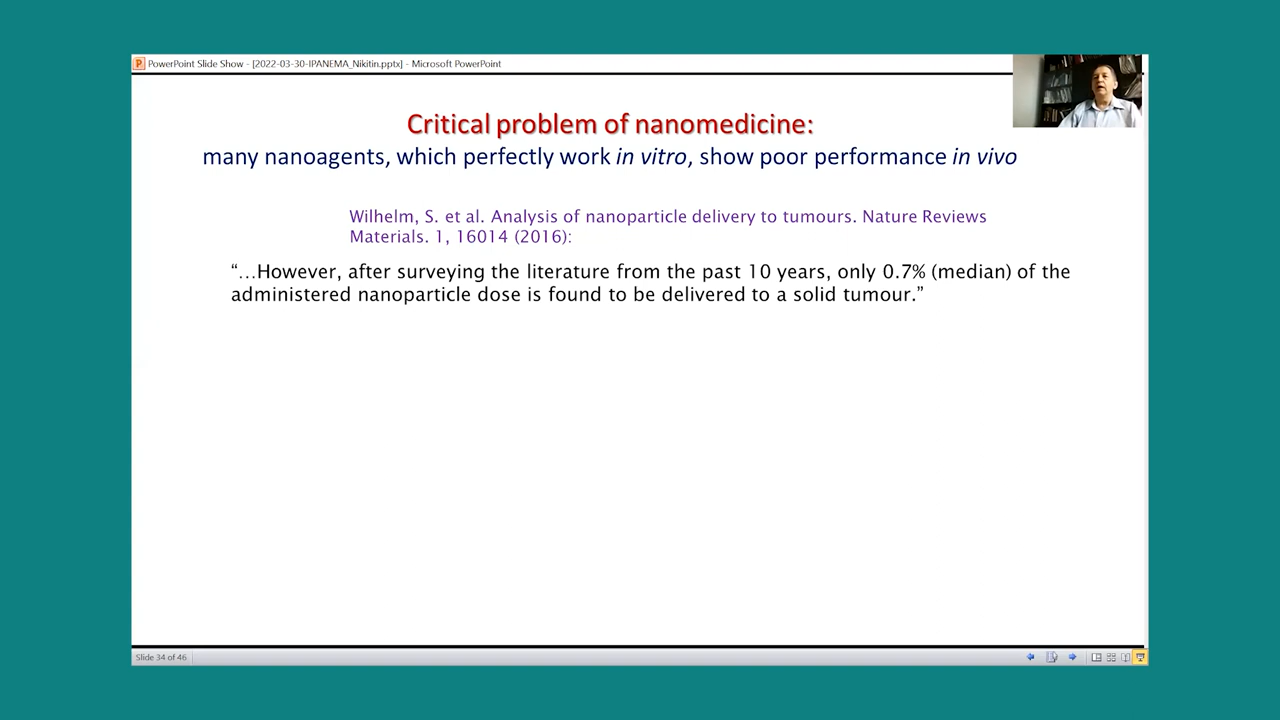 PowerPoint Slide Show - [2022-03-30-IPANEMA_Nikitin.pptx] - Microsoft PowerPoint
Critical problem of nanomedicine:
many nanoagents, which perfectly work in vitro, show poor performance in vivo
Wilhelm, S. et al. Analysis of nanoparticle delivery to tumours. Nature Reviews
Materials. 1, 16014 (2016):
“…However, after surveying the literature from the past 10 years, only 0.7% (median) of the
administered nanoparticle dose is found to be delivered to a solid tumour.”
Slide 34 of 46